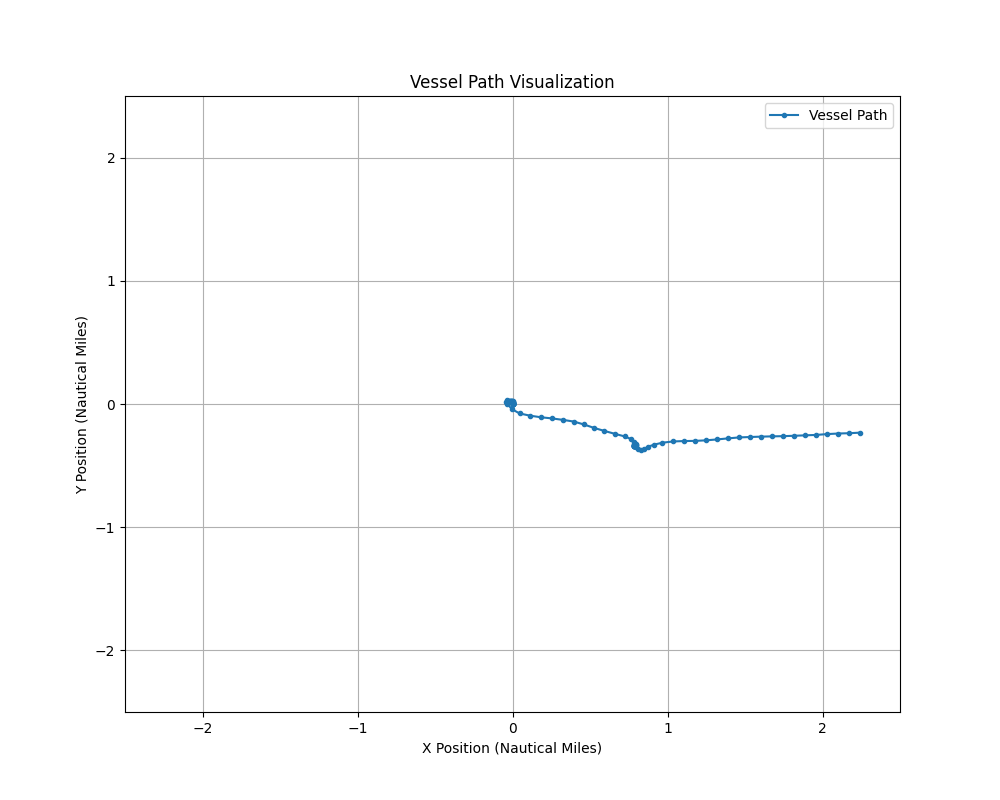 Vessel Path Visualization
Vessel Path
2
1
0
−1
−2
Y Position (Nautical Miles)
−2
−1
0
1
2
X Position (Nautical Miles)